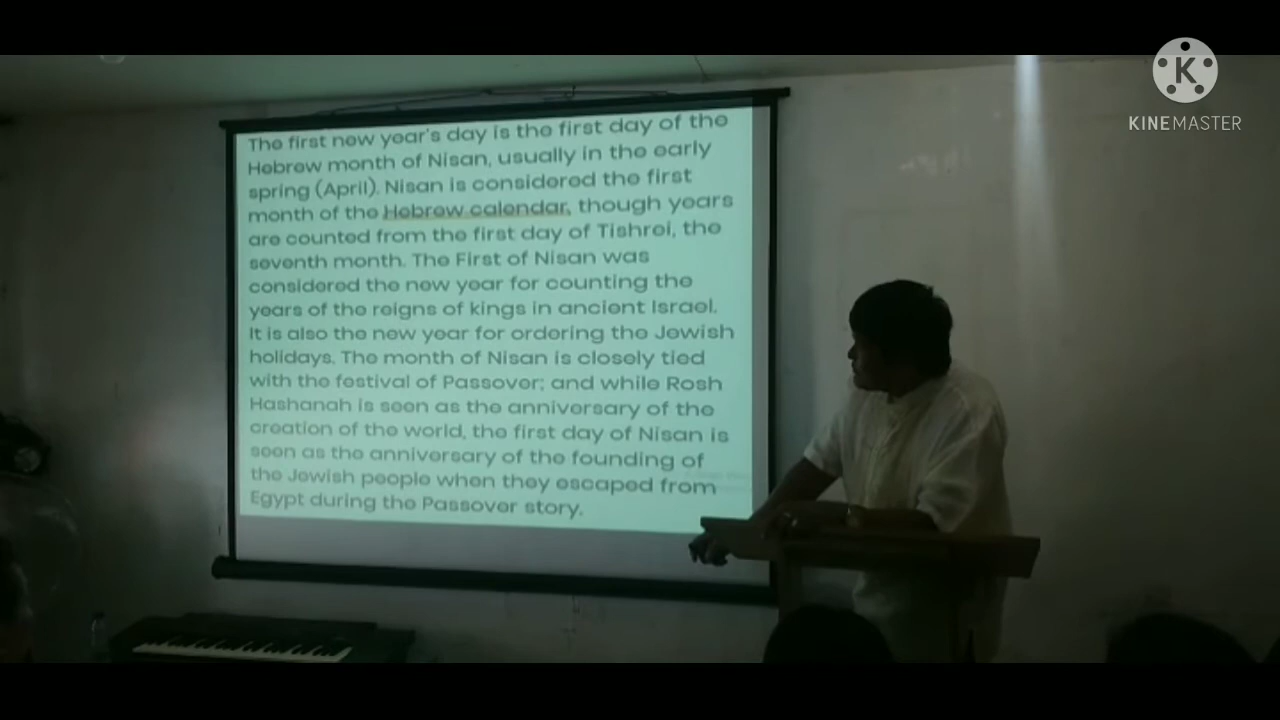 The first new year's day is the first day of the
Hebrew month of Nisan, usually in the early
spring (April). Nisan is considered the first
month of the Hebrew calendar, though years
are counted from the first day of Tishrei, the
seventh month. The First of Nisan was
considered the new year for counting the
years of the reigns of kings in ancient Israel.
It is also the new year for ordering the Jewish
holidays. The month of Nisan is closely tied
with the festival of Passover; and while Rosh
Hashanah is seen as the anniversary of the
creation of the world, the first day of Nisan is
seen as the anniversary of the founding of
the Jewish people when they escaped from
Egypt during the Passover story.
K
KINEMASTER